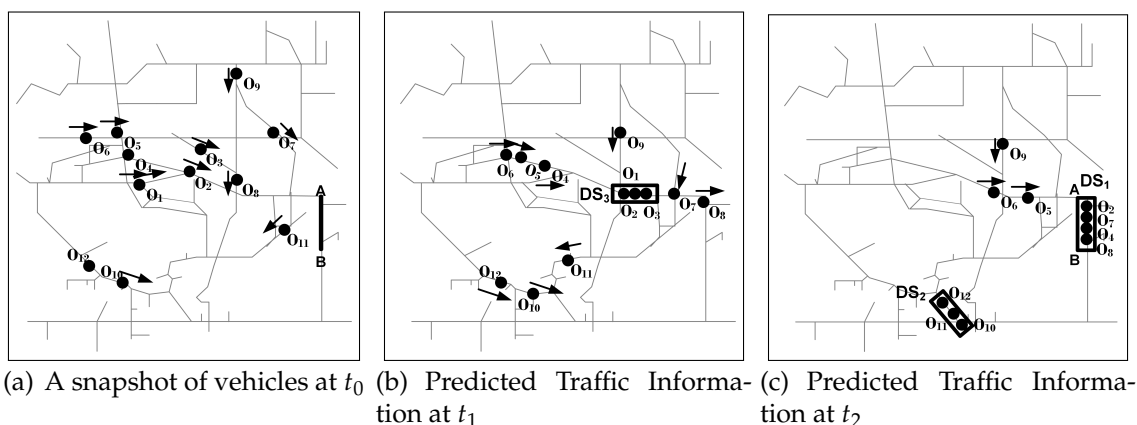 O9
O5
O7
O6
O3
O4
O2
O8
O1
A
O11
B
O12
O10
O9
O1
O6
O5
O4
DS3
O2 O3
O7
O8
O11
O12
O10
O9
DS1
A
O6
O5
O2
O7
O4
B
O8
DS2
O12
O11
O10
(a) A snapshot of vehicles at t0
(b) Predicted Traffic Informa-
tion at t1
(c) Predicted Traffic Informa-
tion at t2